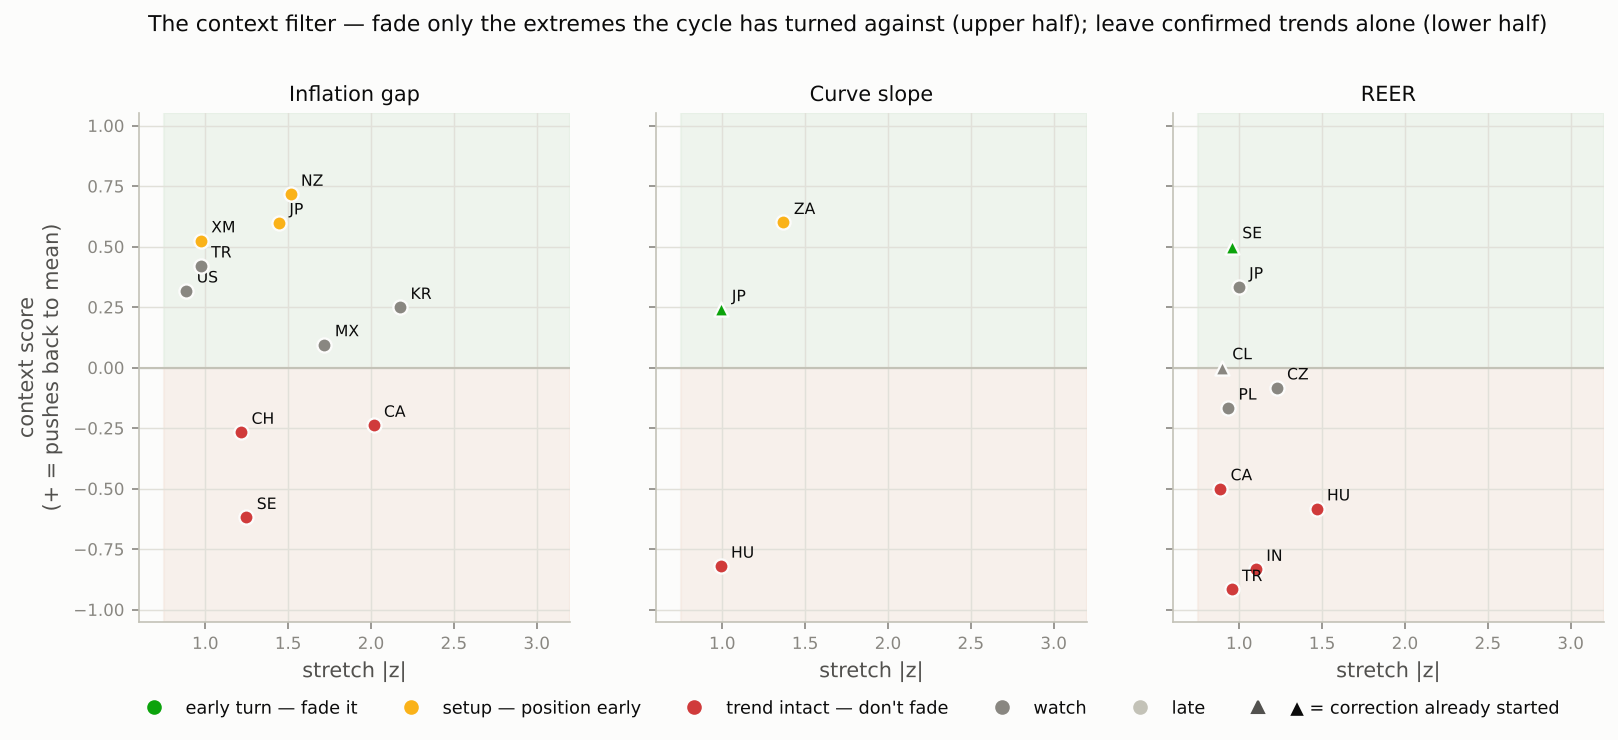 The context filter — fade only the extremes the cycle has turned against (upper half); leave confirmed trends alone (lower half)
Inflation gap
Curve slope
REER
context score
(+ = pushes back to mean)
1.00
0.75
0.50
0.25
0.00
−0.25
−0.50
−0.75
−1.00
NZ
JP
XM
TR
US
KR
MX
CH
CA
SE
1.0 1.5 2.0 2.5 3.0
stretch |z|
ZA
JP
HU
1.0 1.5 2.0 2.5 3.0
stretch |z|
SE
JP
CL
CZ
PL
CA
HU
IN
TR
1.0 1.5 2.0 2.5 3.0
stretch |z|
early turn — fade it setup — position early trend intact — don't fade watch late ▲ = correction already started